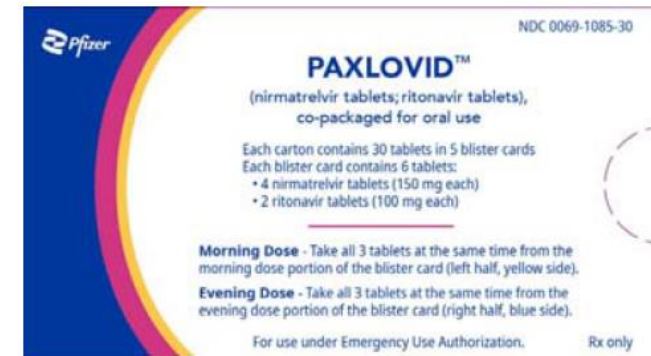 Pfizer
NDC 0069-1085-30
PAXLOVID™
(nirmatrelvir tablets; ritonavir tablets),
co-packaged for oral use
Each carton contains 30 tablets in 5 blister cards
Each blister card contains 6 tablets:
• 4 nirmatrelvir tablets (150 mg each)
• 2 ritonavir tablets (100 mg each)
Morning Dose - Take all 3 tablets at the same time from the
morning dose portion of the blister card (left half, yellow side).
Evening Dose - Take all 3 tablets at the same time from the
evening dose portion of the blister card (right half, blue side).
For use under Emergency Use Authorization. Rx only